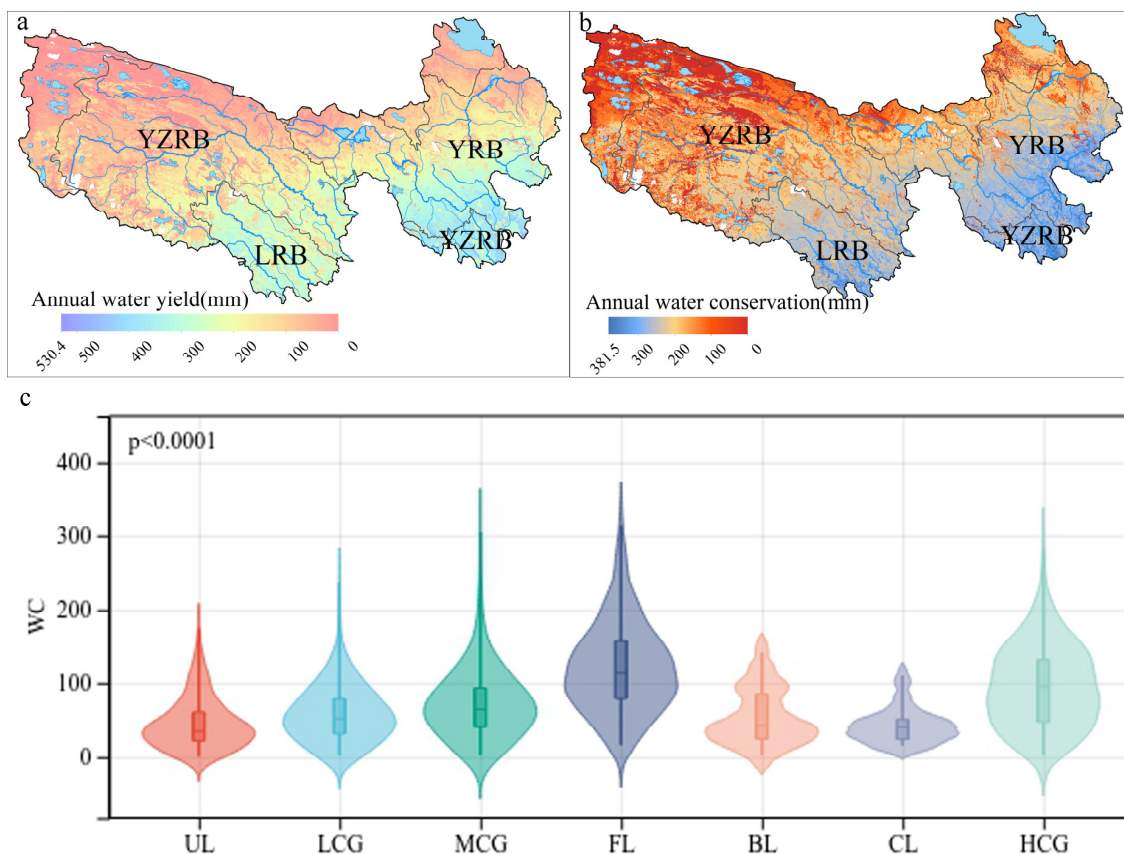 a
YZRB
YRB
YZRB
LRB
Annual water yield(mm)
530.4 500 400 300 200 100 0
b
YZRB
YRB
YZRB
LRB
Annual water conservation(mm)
381.5 300 200 100 0
c
p<0.0001
WC
400
300
200
100
0
UL LCG MCG FL BL CL HCG